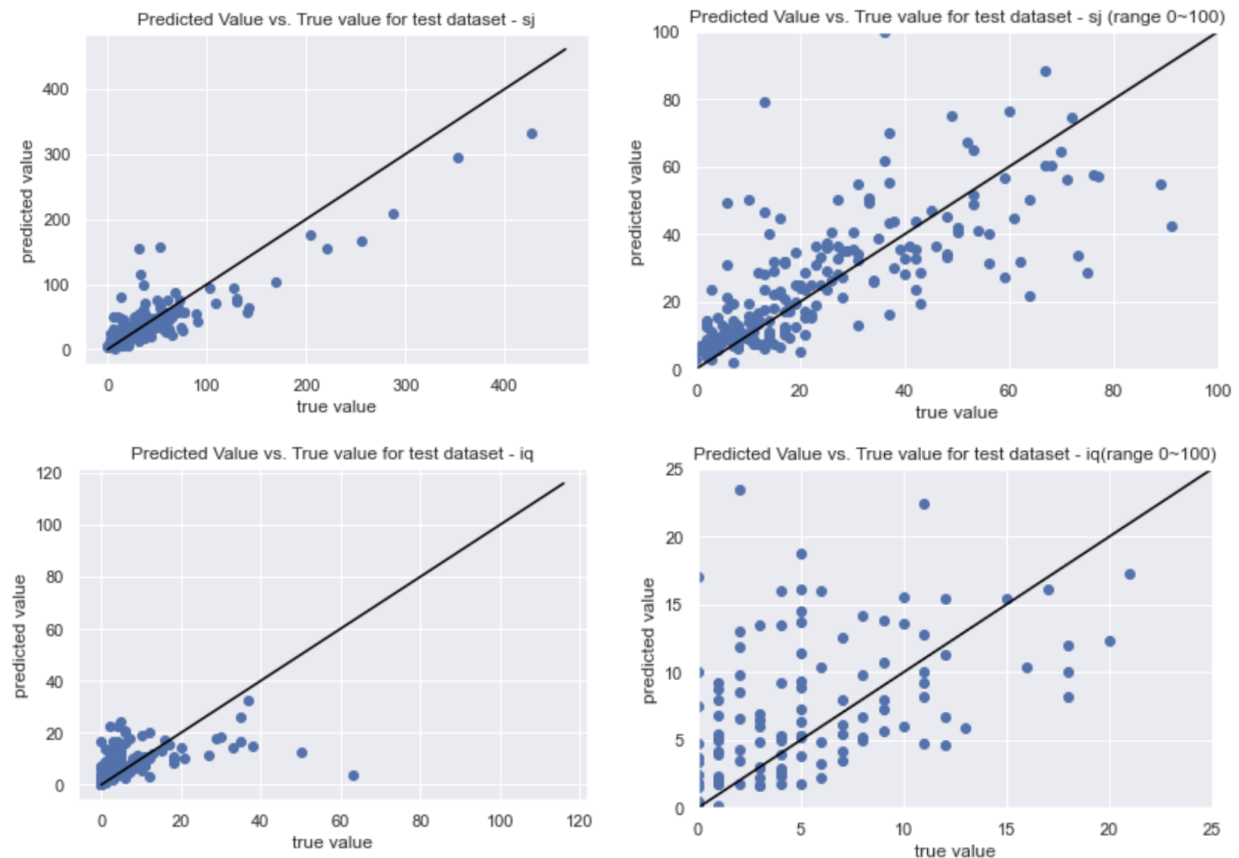 Predicted Value vs. True value for test dataset - sj
400
300
200
100
0
predicted value
0 100 200 300 400
true value
Predicted Value vs. True value for test dataset - sj (range 0~100)
100
80
60
40
20
0
predicted value
0 20 40 60 80 100
true value
Predicted Value vs. True value for test dataset - iq
120
100
80
60
40
20
0
predicted value
0 20 40 60 80 100 120
true value
Predicted Value vs. True value for test dataset - iq(range 0~100)
25
20
15
10
5
0
predicted value
0 5 10 15 20 25
true value